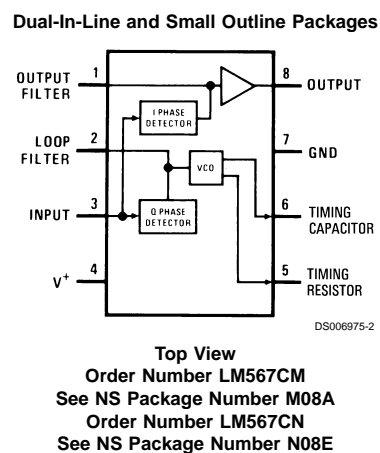 Dual-In-Line and Small Outline Packages
OUTPUT
FILTER
1
8
OUTPUT
I PHASE
DETECTOR
LOOP
FILTER
2
7
GND
VCO
INPUT
3
6
TIMING
CAPACITOR
Q PHASE
DETECTOR
V+
4
5
TIMING
RESISTOR
DS006975-2
Top View
Order Number LM567CM
See NS Package Number M08A
Order Number LM567CN
See NS Package Number N08E